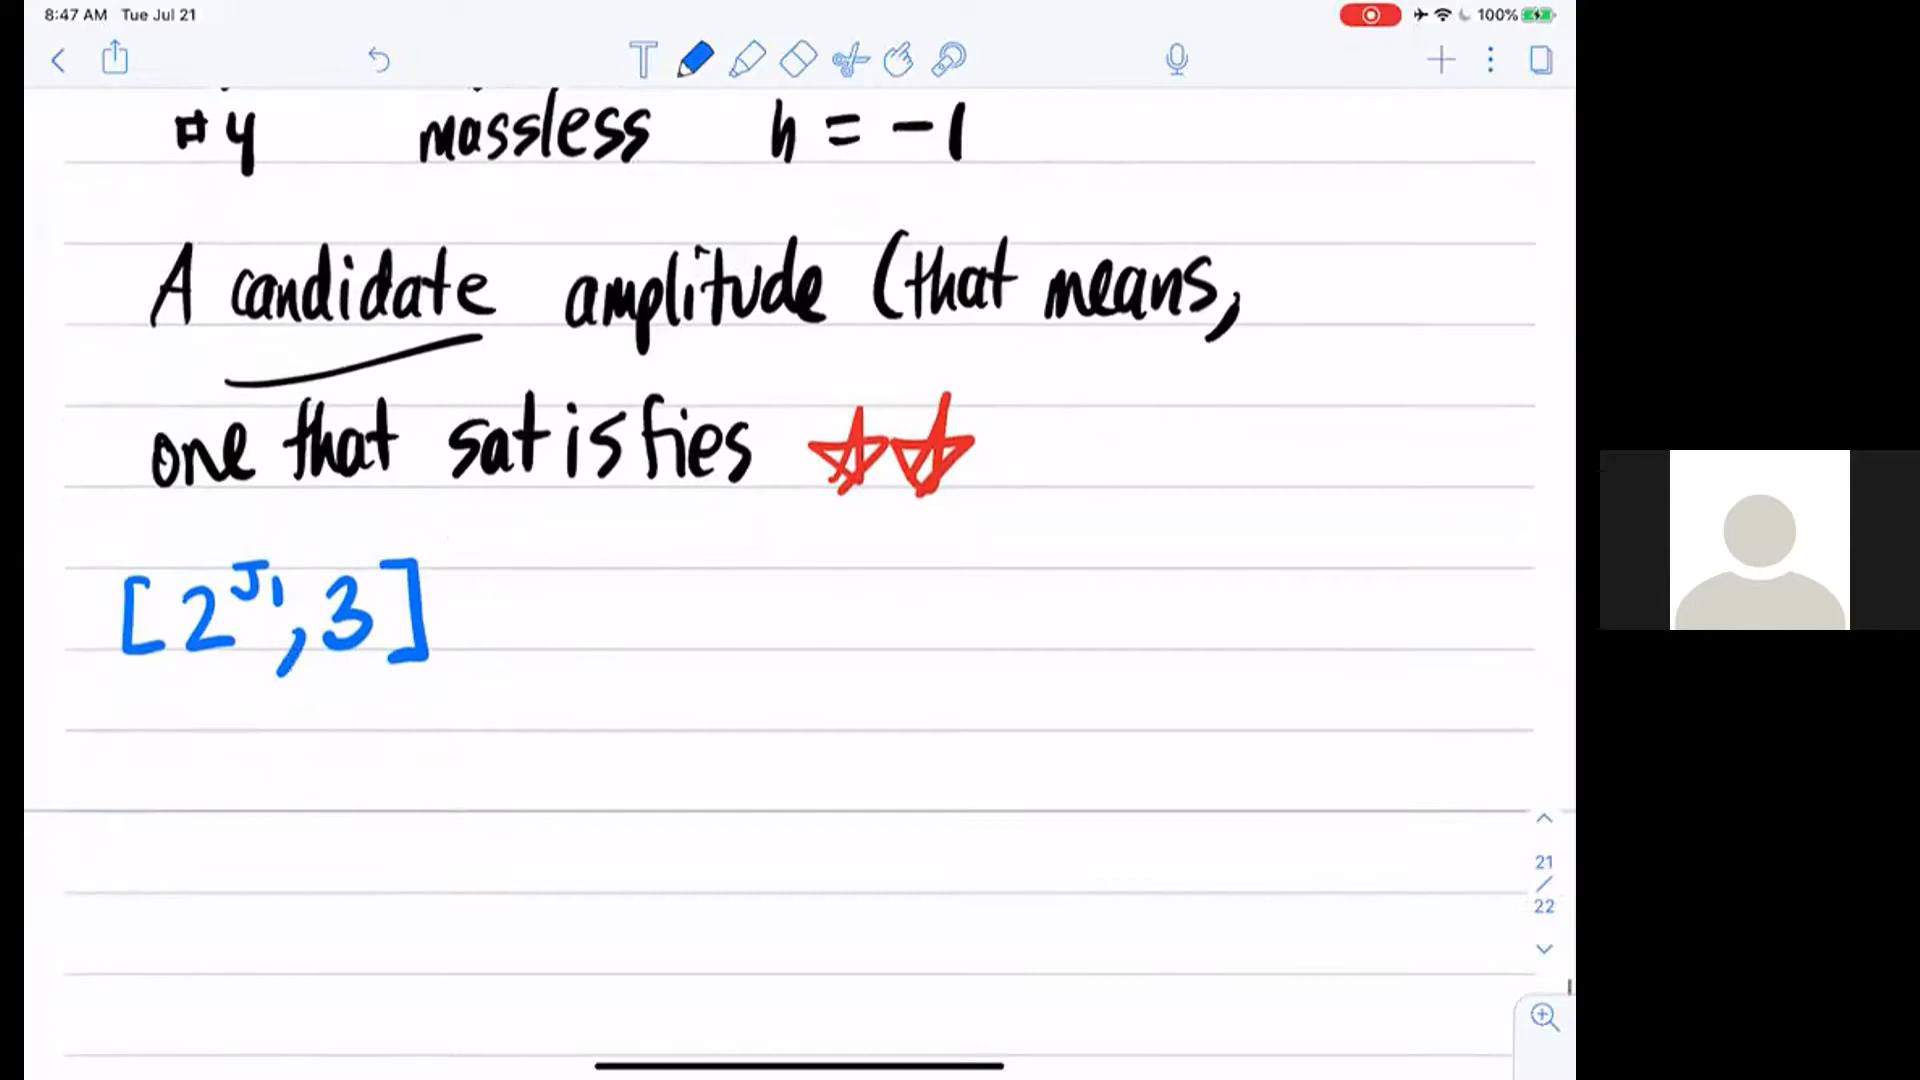 8:47 AM Tue Jul 21
100%
#4 massless h = -1
A candidate amplitude (that means,
one that satisfies ☆☆
[2^{J_1}, 3]
21
/
22